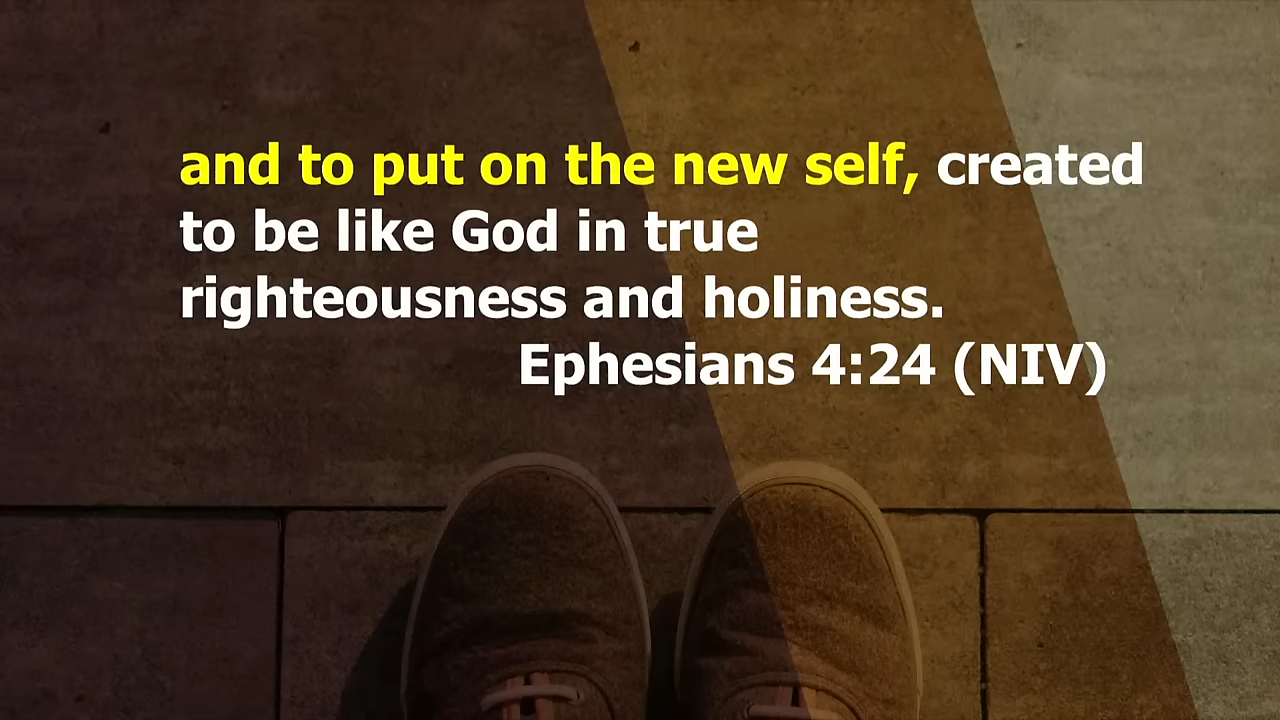 and to put on the new self, created
to be like God in true
righteousness and holiness.
Ephesians 4:24 (NIV)